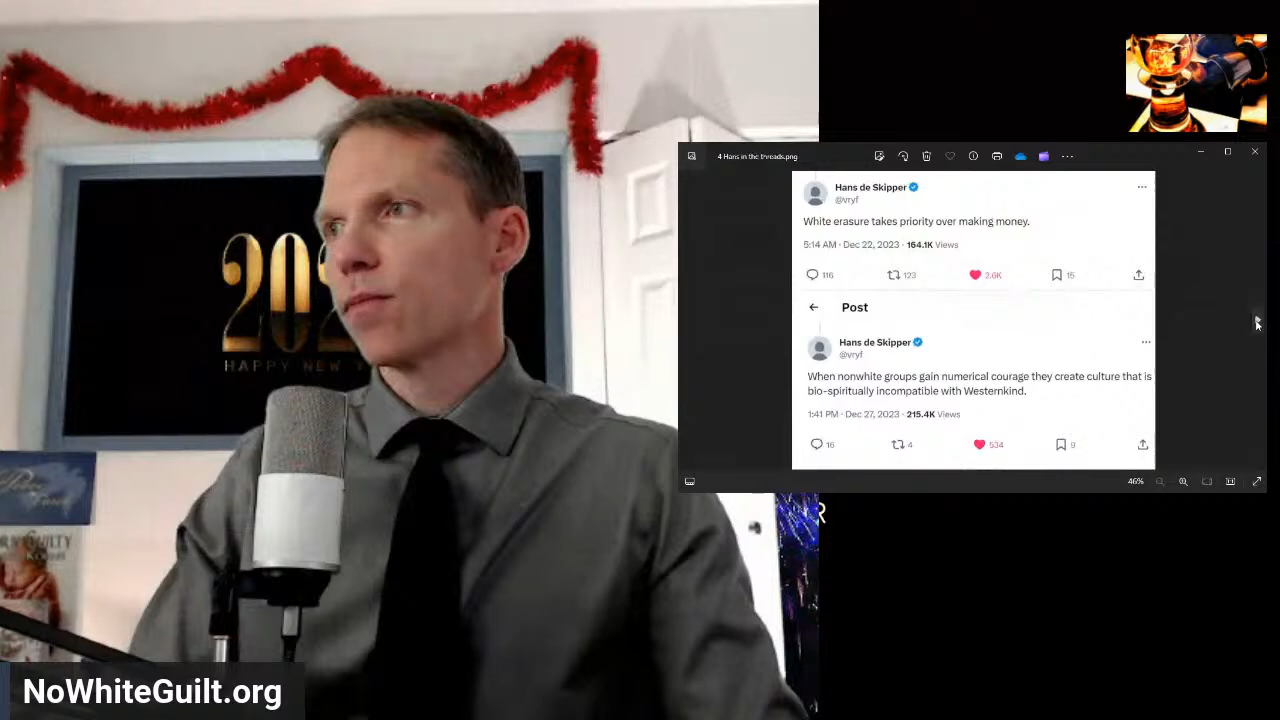 202
HAPPY NEW Y
4 Hans in the threads.png
Hans de Skipper
@vryf
White erasure takes priority over making money.
5:14 AM · Dec 22, 2023 · 164.1K Views
116 123 2.6K 15
Post
Hans de Skipper
@vryf
When nonwhite groups gain numerical courage they create culture that is
bio-spiritually incompatible with Westernkind.
1:41 PM · Dec 27, 2023 · 215.4K Views
16 4 534 9
46%
R
NoWhiteGuilt.org